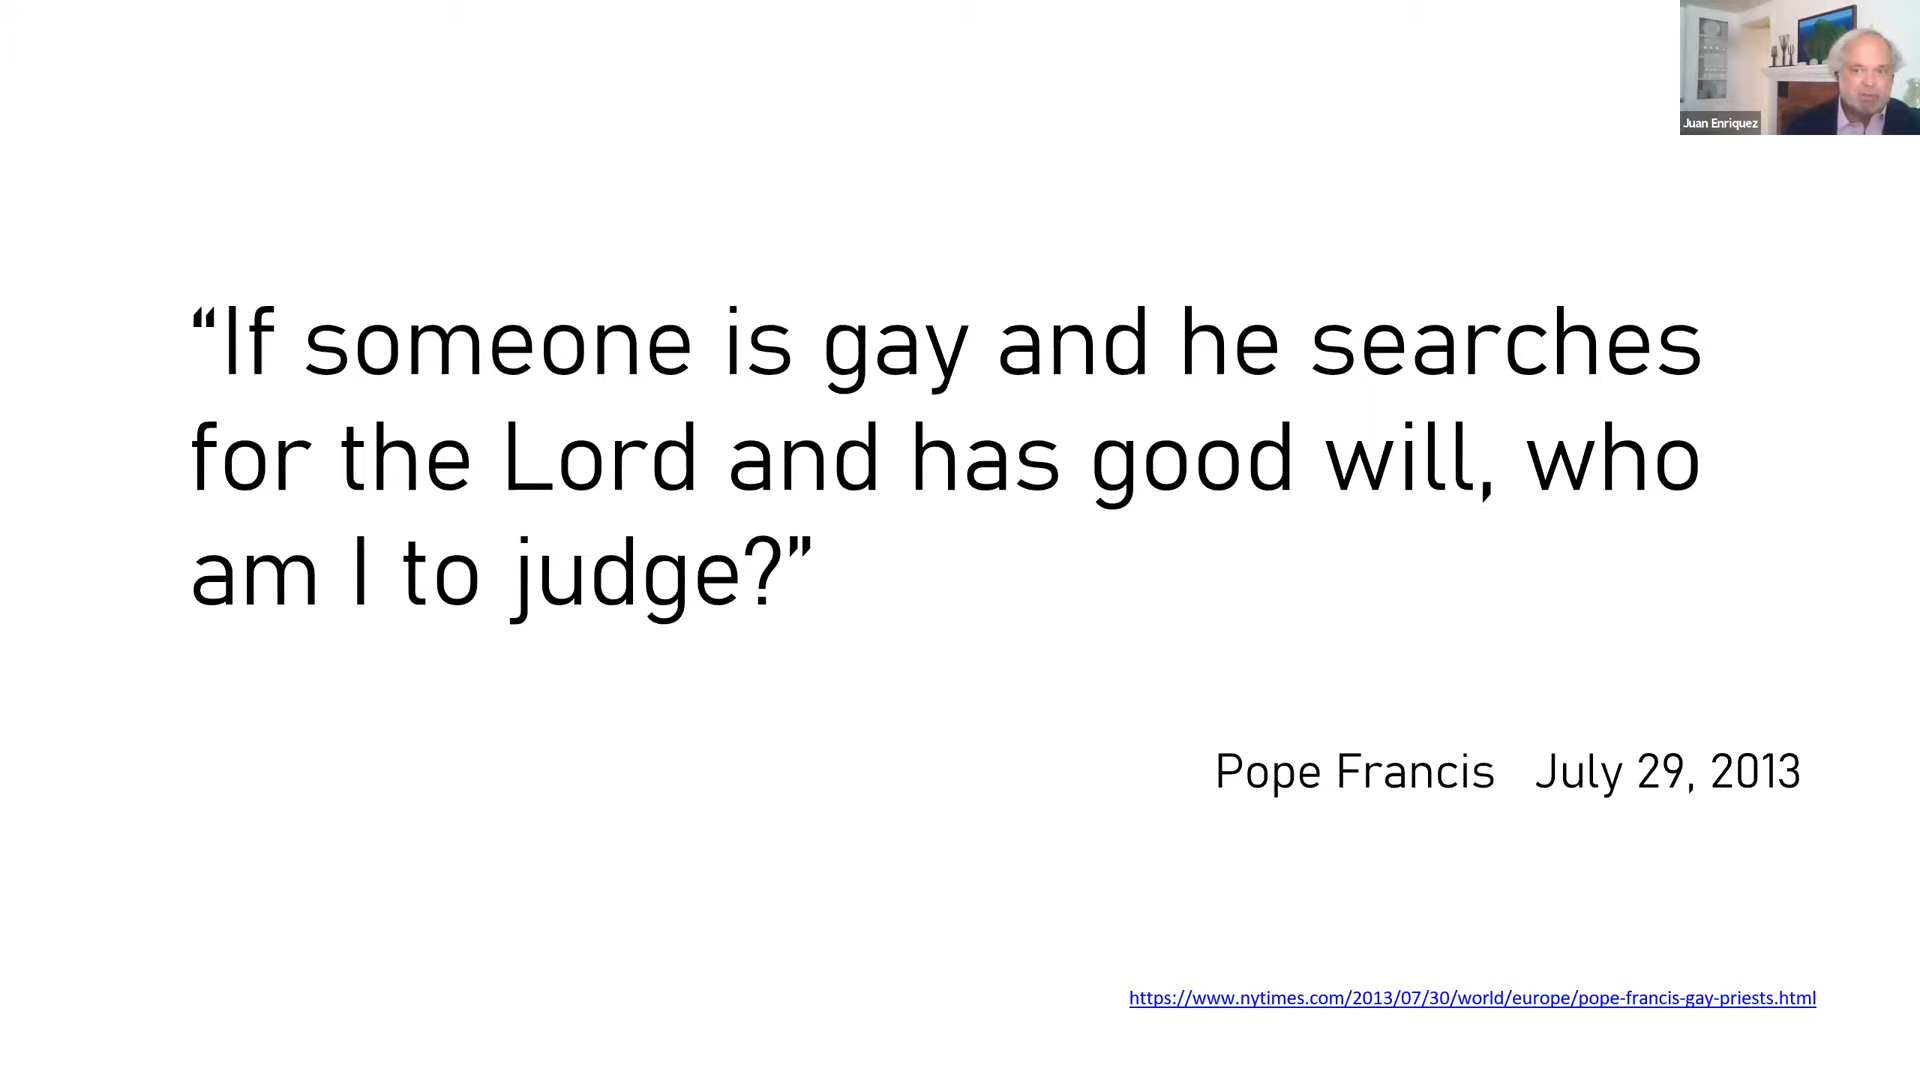 Juan Enriquez
“If someone is gay and he searches
for the Lord and has good will, who
am I to judge?”
Pope Francis July 29, 2013
https://www.nytimes.com/2013/07/30/world/europe/pope-francis-gay-priests.html